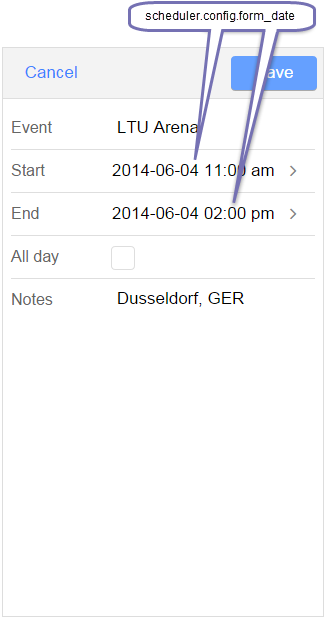 scheduler.config.form_date
Cancel
Event LTU Arena
Start 2014-06-04 11:00 am
End 2014-06-04 02:00 pm
All day
Notes Dusseldorf, GER